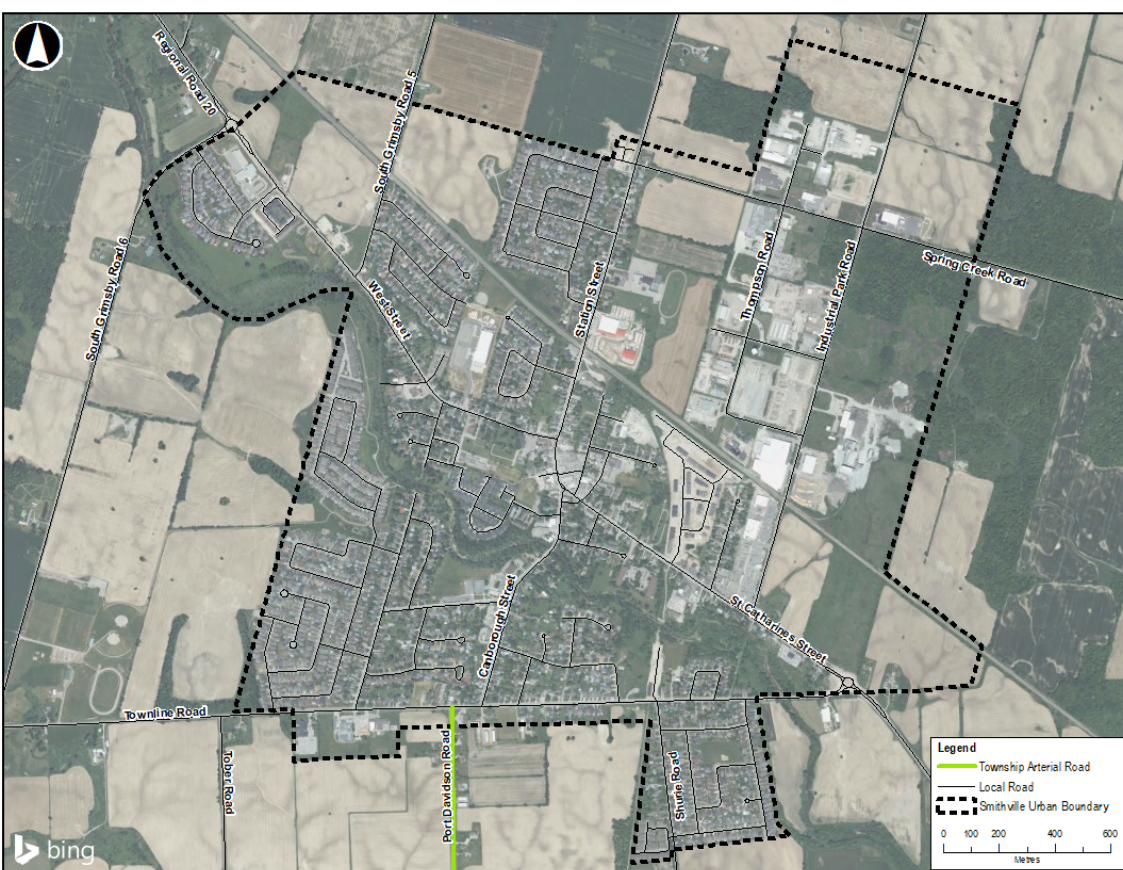 Regional Road 20
South Grimsby Road 5
South Grimsby Road 6
West Street
Station Street
Thompson Road
Industrial Park Road
Spring Creek Road
Canborough Street
St.Catharines Street
Townline Road
Tober Road
Port Davidson Road
Shurie Road
Legend
Township Arterial Road
Local Road
Smithville Urban Boundary
0 100 200 400 600
Metres
bing